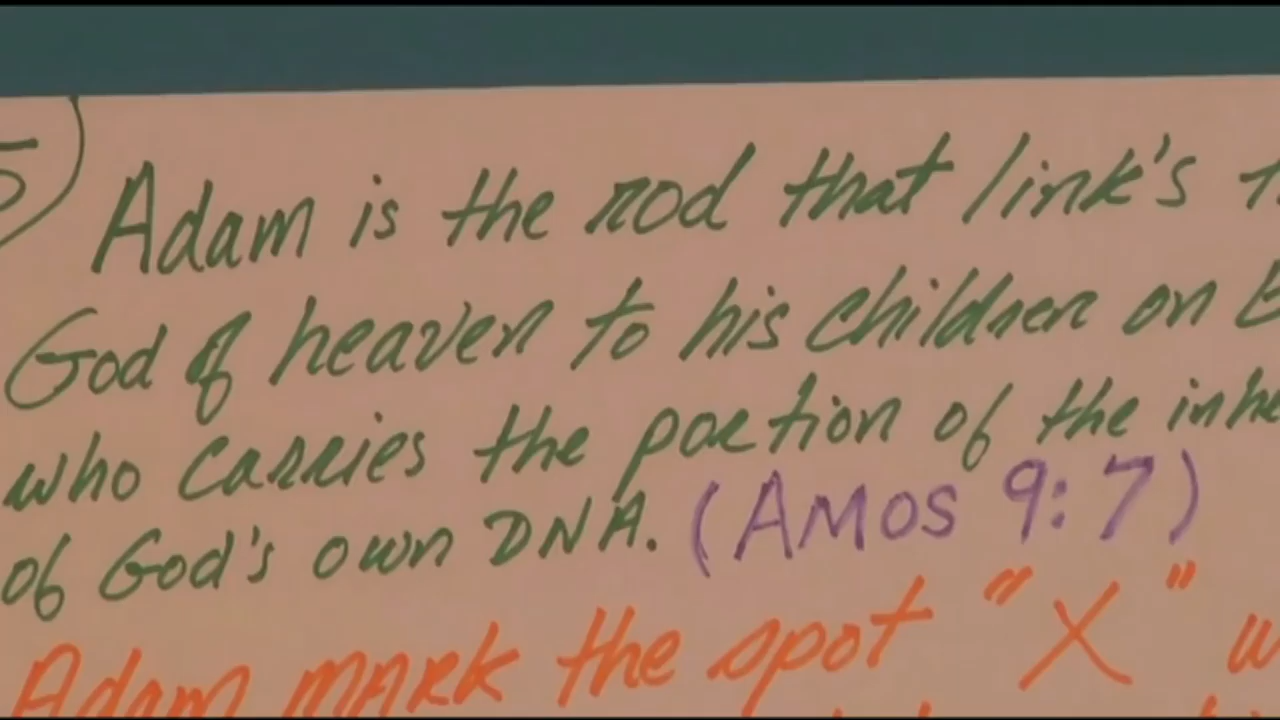 5
Adam is the rod that link's
God of heaven to his children on
who carries the portion of the
of God's own DNA. (AMOS 9:7)
Adam MARK the spot "X"